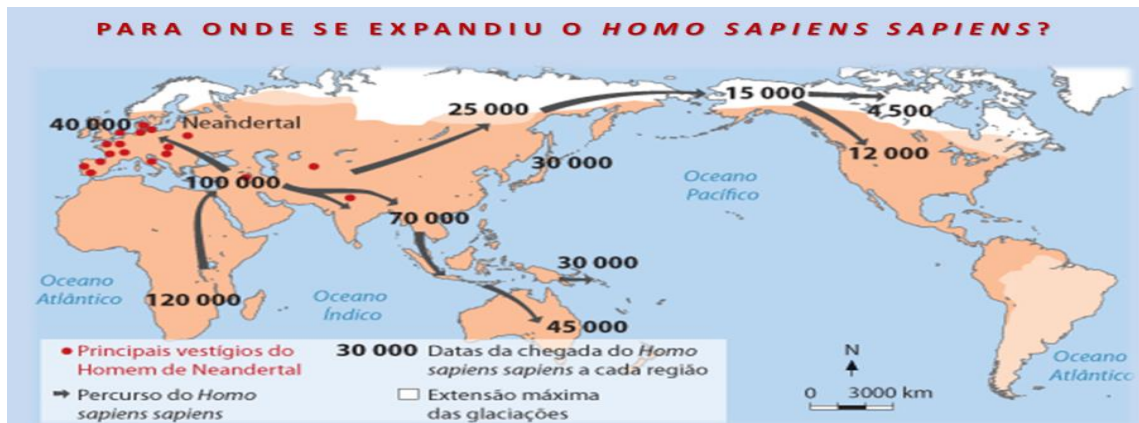 PARA ONDE SE EXPANDIU O HOMO SAPIENS SAPIENS?
15 000
25 000
4 500
40 000
Neandertal
12 000
30 000
100 000
Oceano
Pacífico
70 000
30 000
Oceano
Atlântico
120 000
Oceano
Índico
45 000
Principais vestígios do
Homem de Neandertal
30 000 Datas da chegada do Homo
sapiens sapiens a cada região
Percurso do Homo
sapiens sapiens
Extensão máxima
das glaciações
N
0 3000 km
Oceano
Atlântico